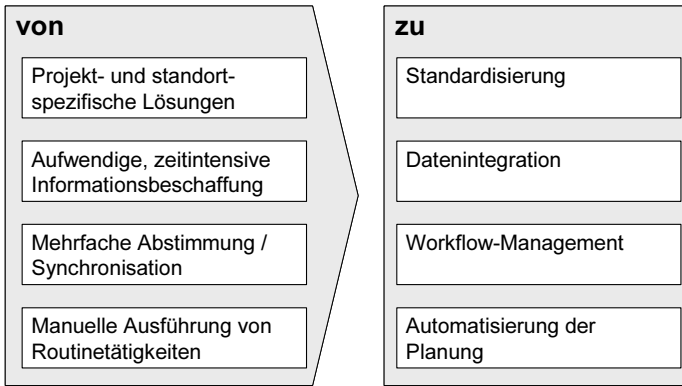 von
Projekt- und standort-
spezifische Lösungen
Aufwendige, zeitintensive
Informationsbeschaffung
Mehrfache Abstimmung /
Synchronisation
Manuelle Ausführung von
Routinetätigkeiten
zu
Standardisierung
Datenintegration
Workflow-Management
Automatisierung der
Planung